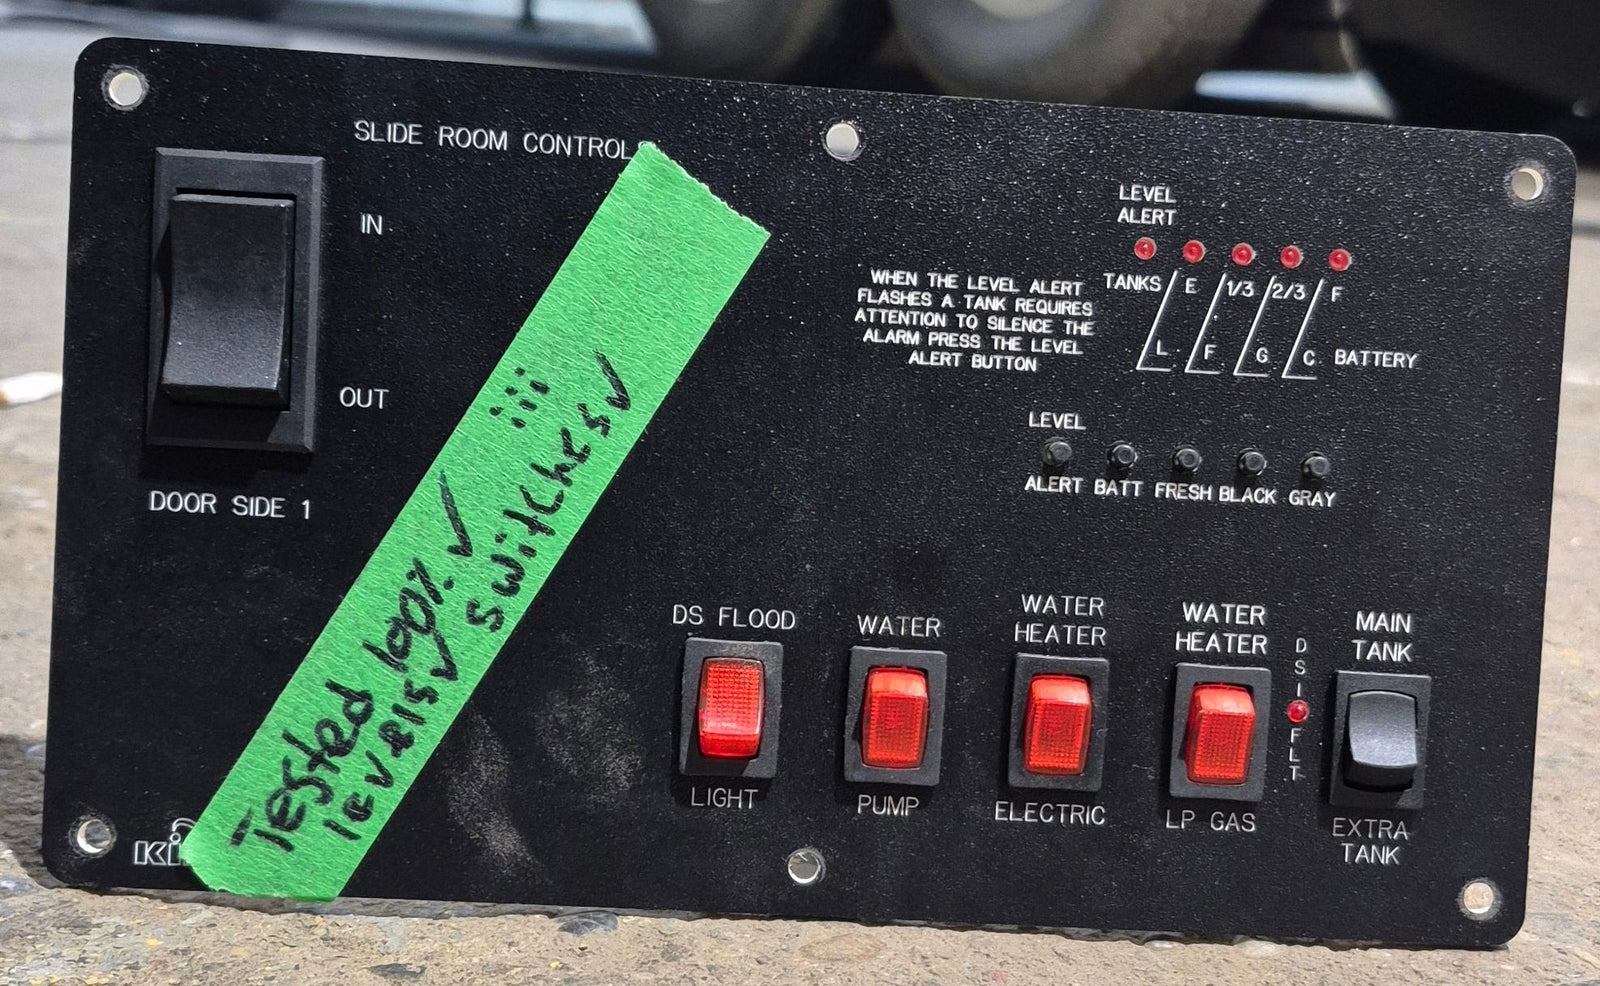 SLIDE ROOM CONTROLS
IN
OUT
DOOR SIDE 1
LEVEL
ALERT
TANKS E 1/3 2/3 F
L F G C BATTERY
WHEN THE LEVEL ALERT
FLASHES A TANK REQUIRES
ATTENTION TO SILENCE THE
ALARM PRESS THE LEVEL
ALERT BUTTON
LEVEL
ALERT BATT FRESH BLACK GRAY
Tested 100% ✓ iii
levels ✓ switches ✓
DS FLOOD
LIGHT
WATER
PUMP
WATER
HEATER
ELECTRIC
WATER
HEATER
LP GAS
DSI FLT
MAIN
TANK
EXTRA
TANK